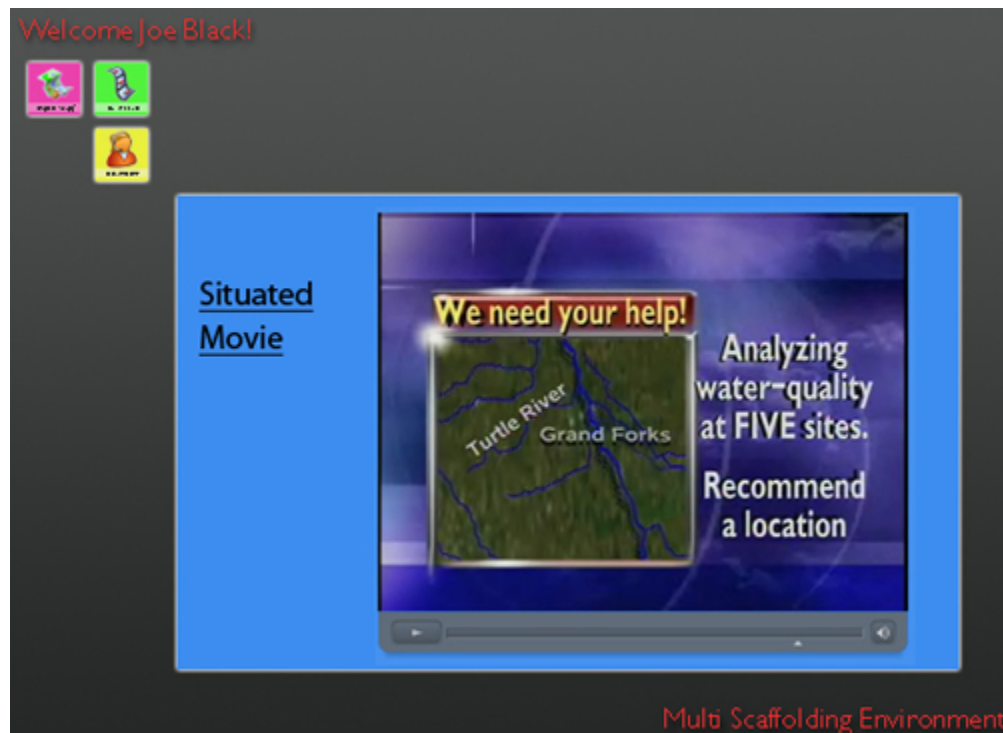 Welcome Joe Black!
Situated
Movie
We need your help!
Turtle River
Grand Forks
Analyzing
water-quality
at FIVE sites.
Recommend
a location
Multi Scaffolding Environment